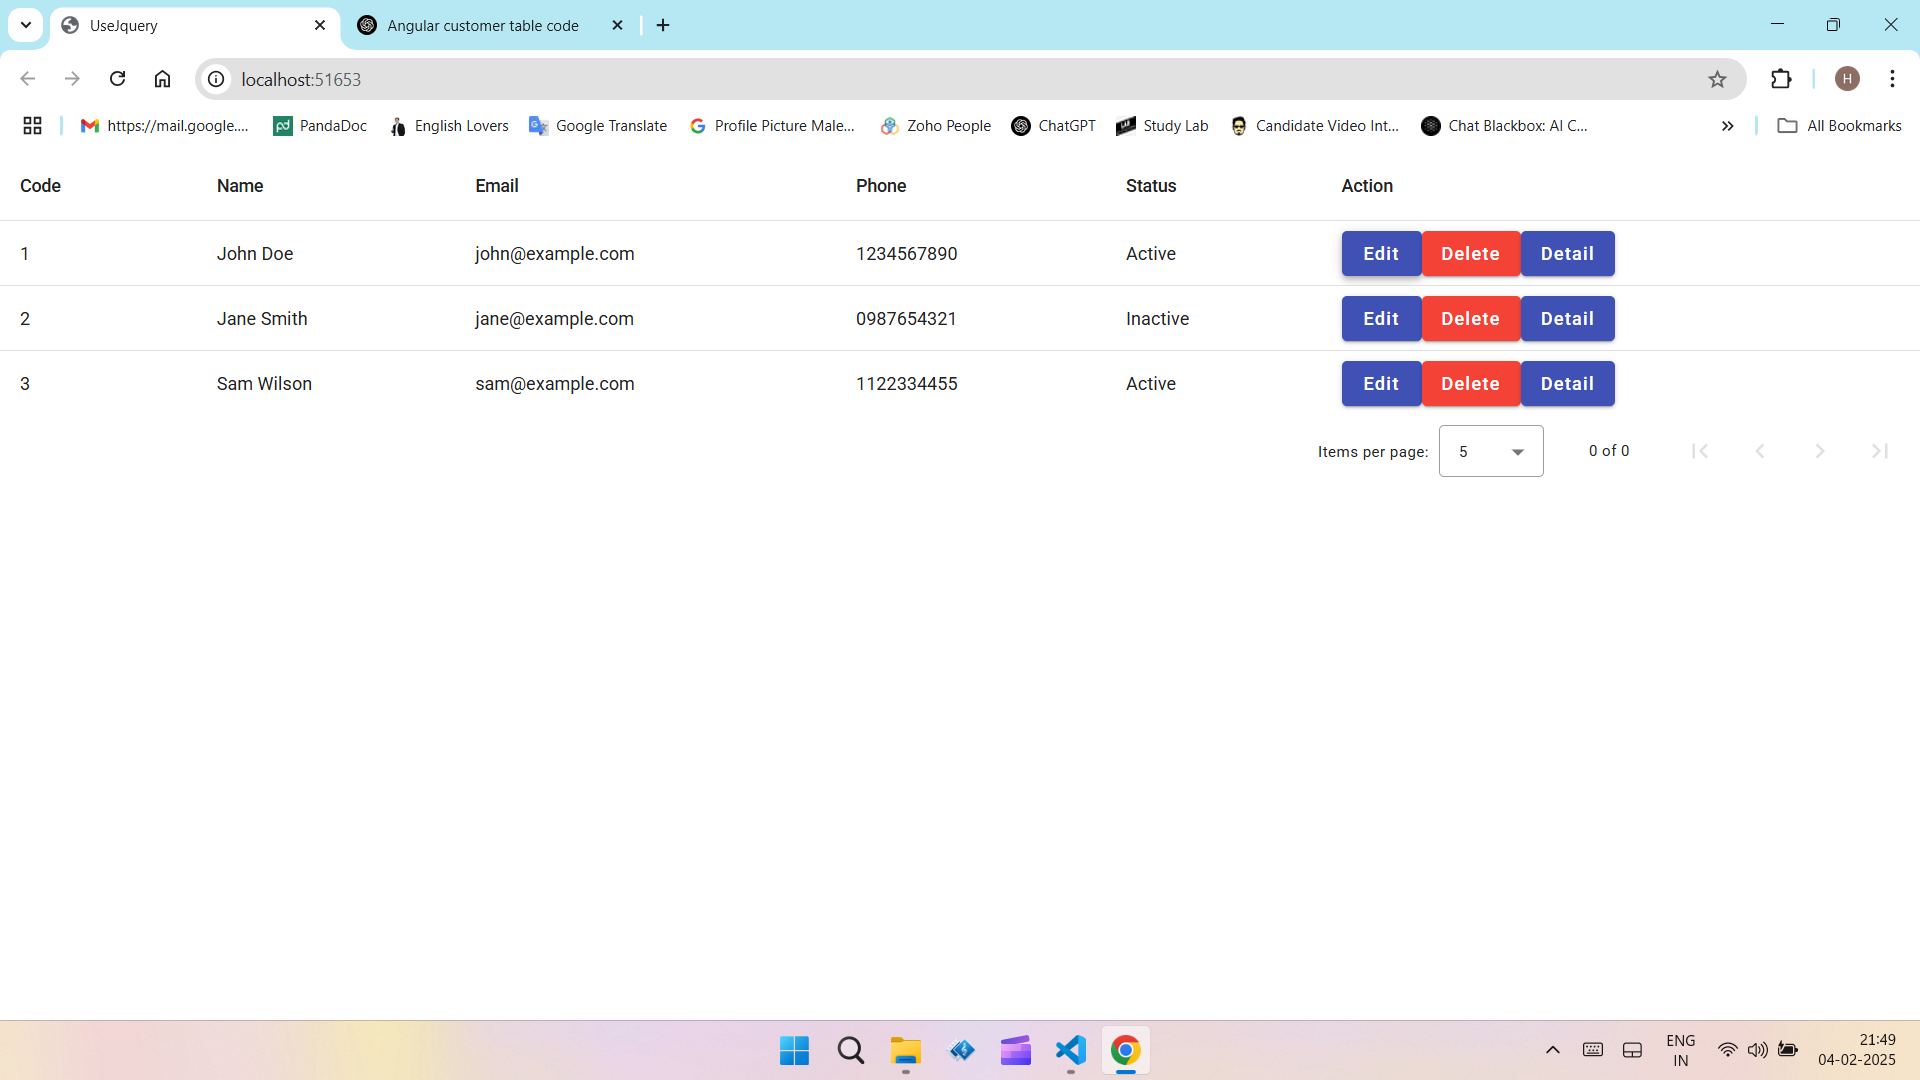 UseJquery
Angular customer table code
localhost:51653
https://mail.google.... PandaDoc English Lovers Google Translate Profile Picture Male... Zoho People ChatGPT Study Lab Candidate Video Int... Chat Blackbox: AI C... All Bookmarks
H
Code Name Email Phone Status Action
1 John Doe john@example.com 1234567890 Active Edit Delete Detail
2 Jane Smith jane@example.com 0987654321 Inactive Edit Delete Detail
3 Sam Wilson sam@example.com 1122334455 Active Edit Delete Detail
Items per page: 5 0 of 0
ENG
IN
21:49
04-02-2025